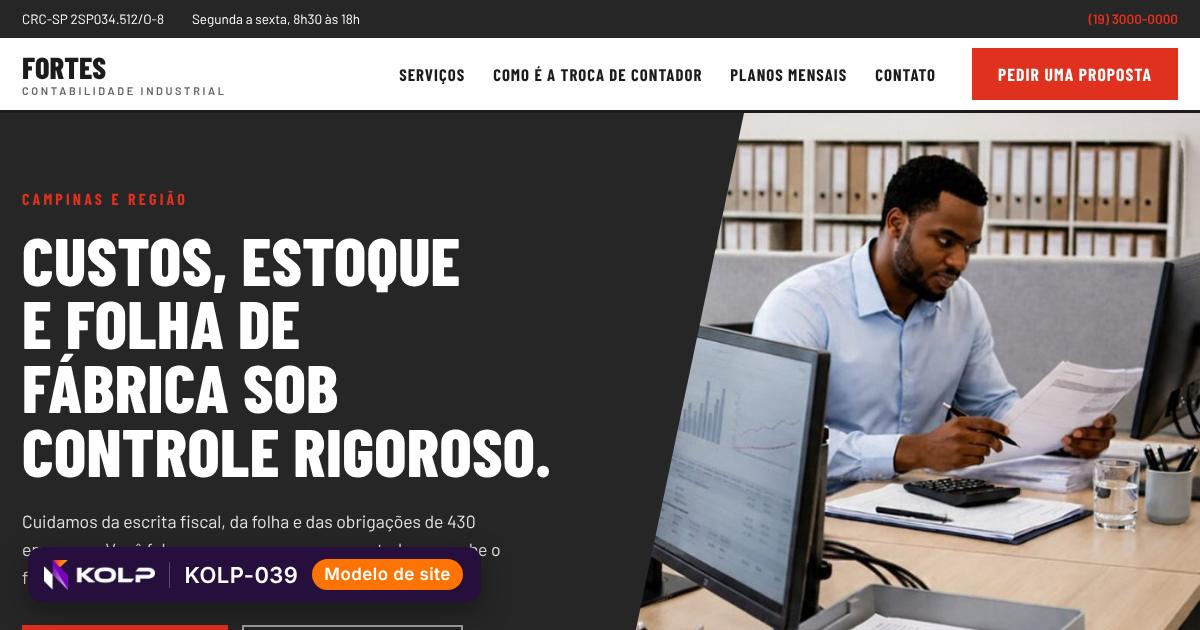 CRC-SP 2SP034.512/O-8
Segunda a sexta, 8h30 às 18h
(19) 3000-0000
FORTES
CONTABILIDADE INDUSTRIAL
SERVIÇOS
COMO É A TROCA DE CONTADOR
PLANOS MENSAIS
CONTATO
PEDIR UMA PROPOSTA
CAMPINAS E REGIÃO
CUSTOS, ESTOQUE
E FOLHA DE
FÁBRICA SOB
CONTROLE RIGOROSO.
Cuidamos da escrita fiscal, da folha e das obrigações de 430
KOLP
KOLP-039
Modelo de site